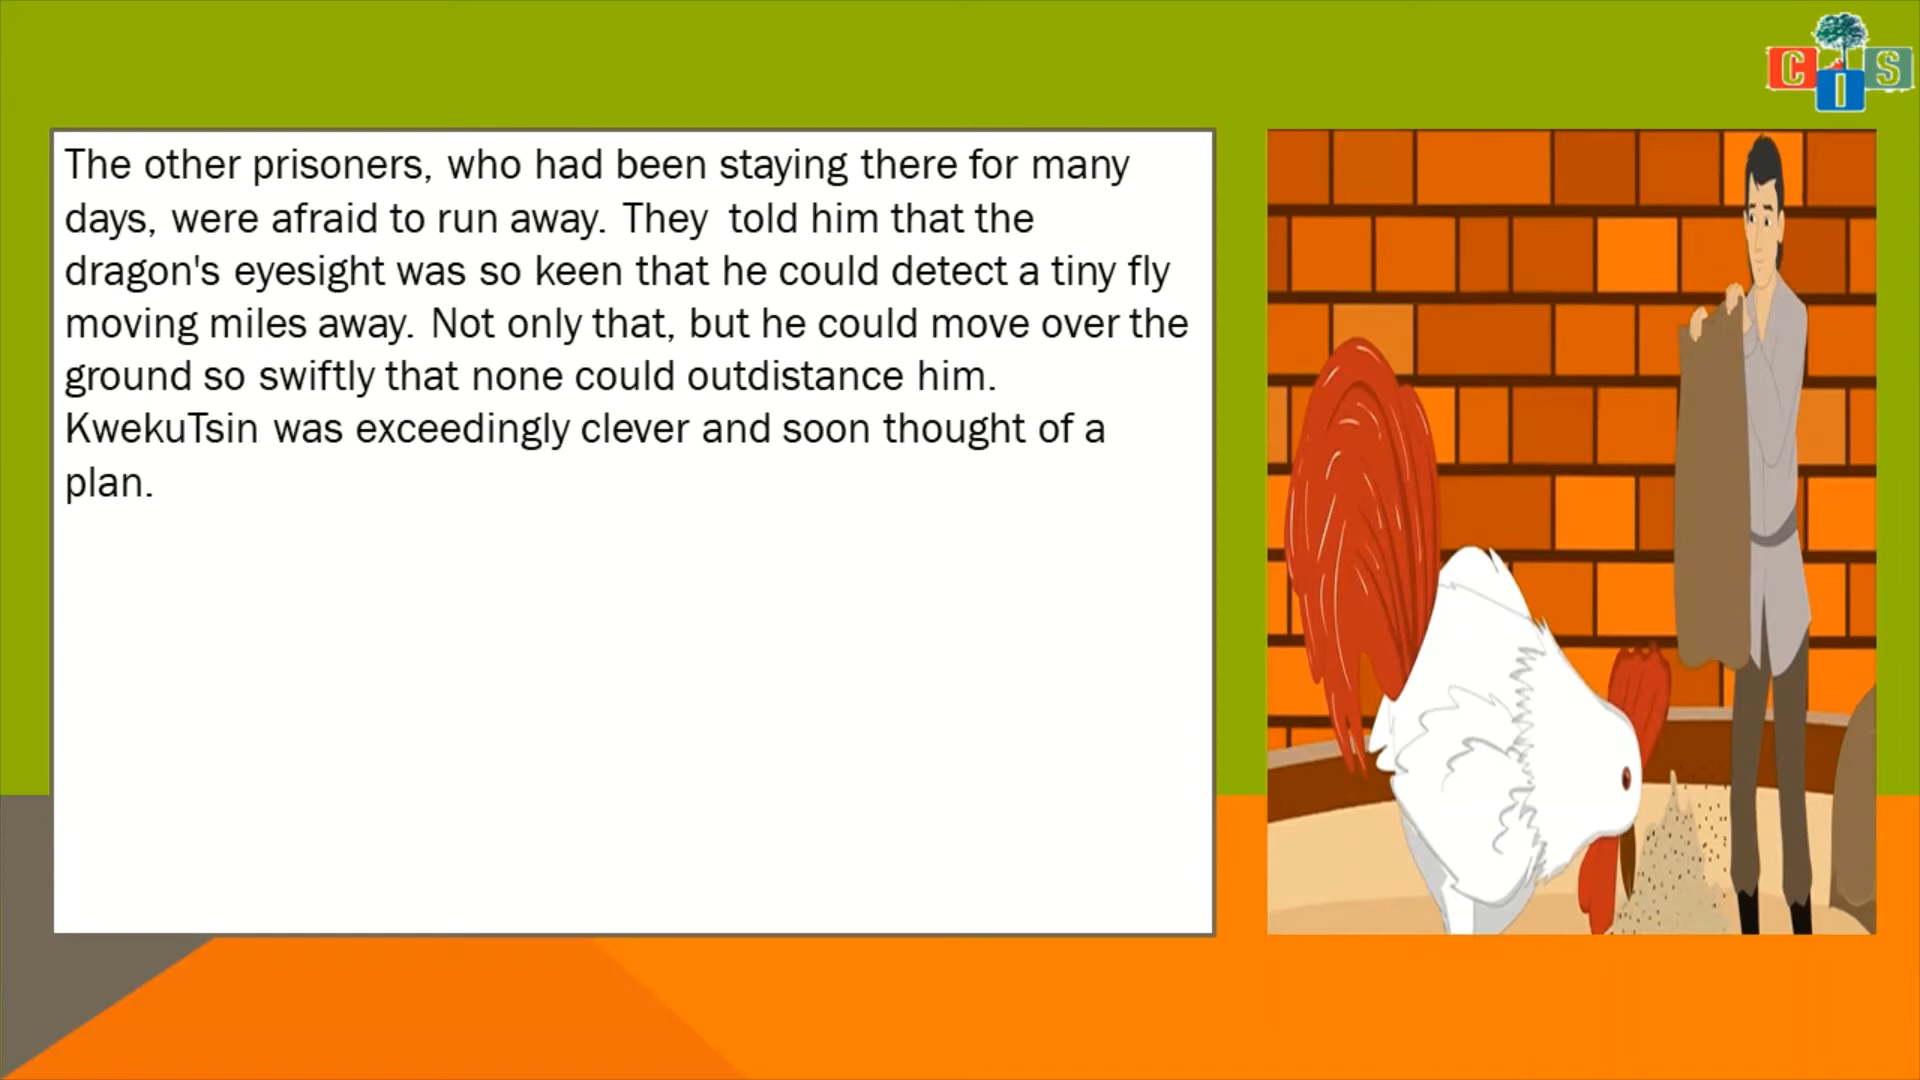 C I S
The other prisoners, who had been staying there for many
days, were afraid to run away. They  told him that the
dragon's eyesight was so keen that he could detect a tiny fly
moving miles away. Not only that, but he could move over the
ground so swiftly that none could outdistance him.
KwekuTsin was exceedingly clever and soon thought of a
plan.